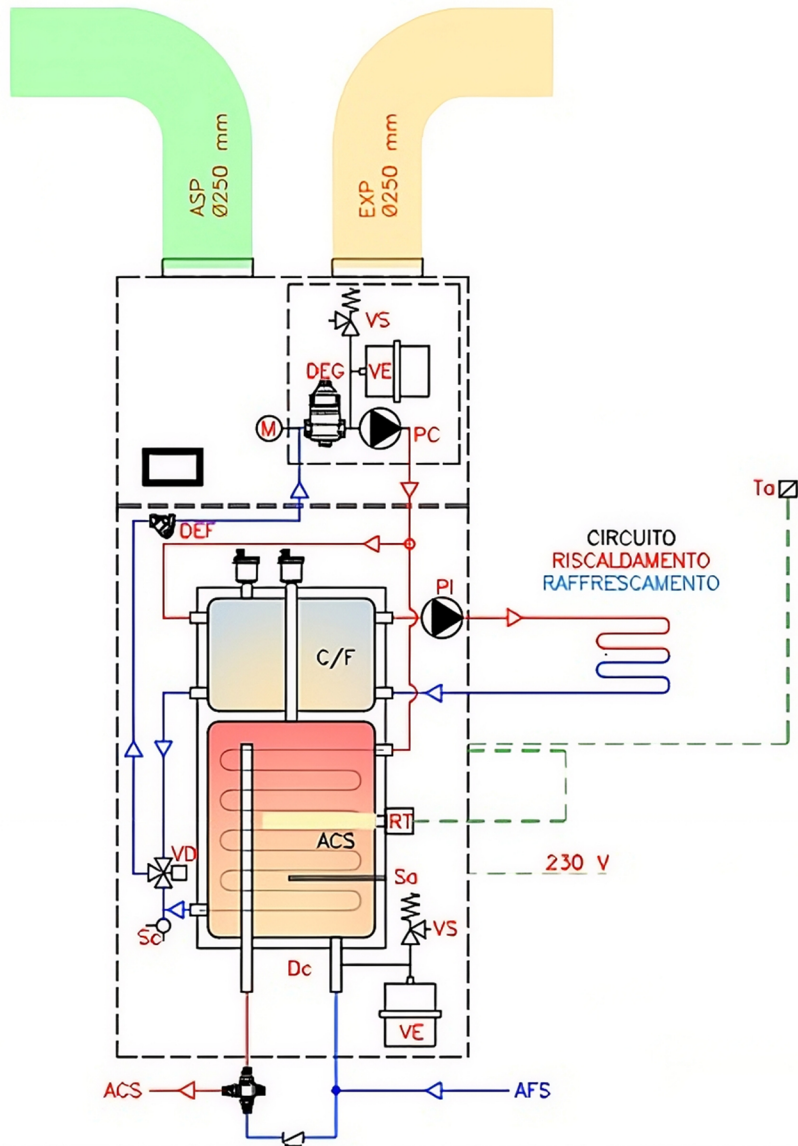 ASP
Ø250 mm
EXP
Ø250 mm
VS
DEG
VE
M
PC
Ta
DEF
CIRCUITO
RISCALDAMENTO
RAFFRESCAMENTO
PI
C/F
RT
ACS
VD
230 V
Sa
Sc
VS
Dc
VE
ACS
AFS